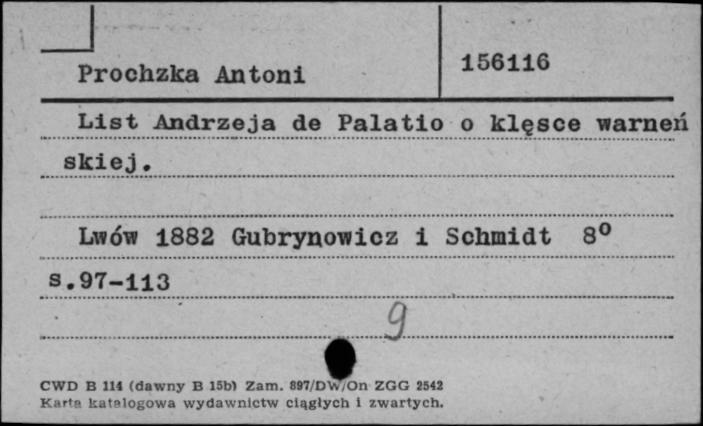 Prochzka Antoni 156116
List Andrzeja de Palatio o klęsce warneń
skiej.
Lwów 1882 Gubrynowicz i Schmidt 8⁰
s.97-113
9
CWD B 114 (dawny B 15b) Zam. 897/DW/On ZGG 2542
Karta katalogowa wydawnictw ciągłych i zwartych.